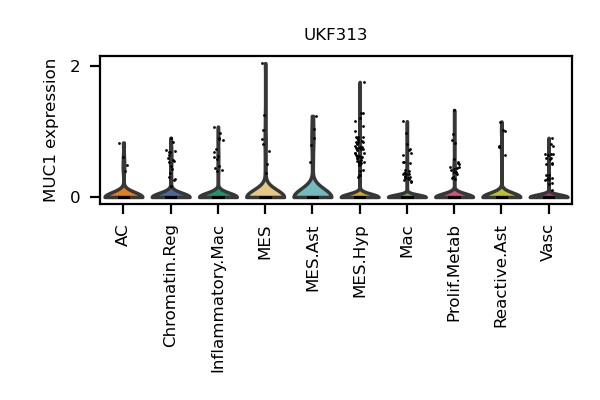 UKF313
MUC1 expression
2
0
AC
Chromatin.Reg
Inflammatory.Mac
MES
MES.Ast
MES.Hyp
Mac
Prolif.Metab
Reactive.Ast
Vasc